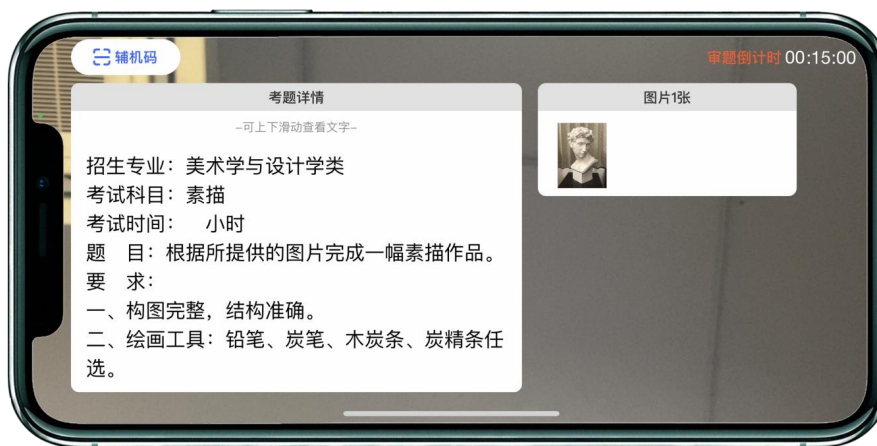 辅机码
审题倒计时 00:15:00
考题详情
-可上下滑动查看文字-
招生专业：美术学与设计学类
考试科目：素描
考试时间：　小时
题　目：根据所提供的图片完成一幅素描作品。
要　求：
一、构图完整，结构准确。
二、绘画工具：铅笔、炭笔、木炭条、炭精条任
选。
图片1张